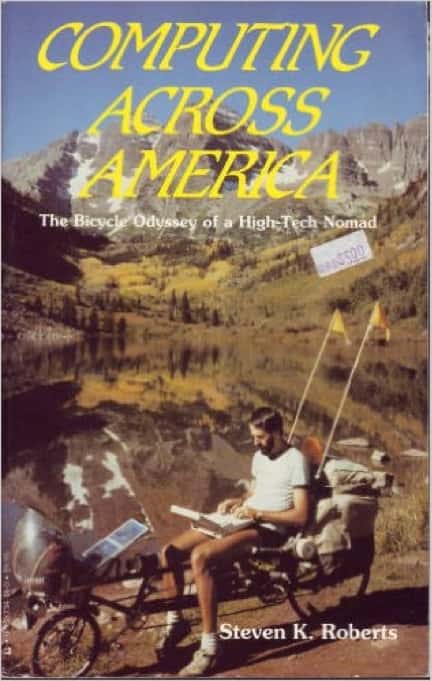 COMPUTING
ACROSS
AMERICA
The Bicycle Odyssey of a High-Tech Nomad
Steven K. Roberts